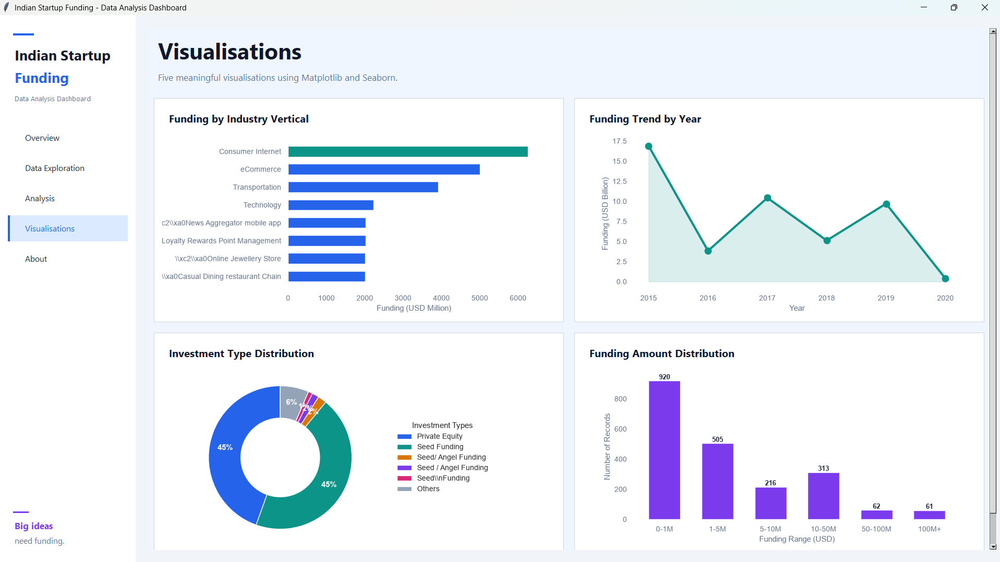 Indian Startup Funding - Data Analysis Dashboard
Indian Startup
Funding
Data Analysis Dashboard
Overview
Data Exploration
Analysis
Visualisations
About
Big ideas
need funding.
Visualisations
Five meaningful visualisations using Matplotlib and Seaborn.
Funding by Industry Vertical
Consumer Internet
eCommerce
Transportation
Technology
c2\\xa0News Aggregator mobile app
Loyalty Rewards Point Management
\\xc2\\xa0Online Jewellery Store
\\xa0Casual Dining restaurant Chain
0 1000 2000 3000 4000 5000 6000
Funding (USD Million)
Funding Trend by Year
17.5
15.0
12.5
10.0
7.5
5.0
2.5
0.0
Funding (USD Billion)
2015 2016 2017 2018 2019 2020
Year
Investment Type Distribution
6%
1%
2%
2%
45%
45%
Investment Types
Private Equity
Seed Funding
Seed/ Angel Funding
Seed / Angel Funding
Seed\\nFunding
Others
Funding Amount Distribution
920
505
216
313
62
61
800
600
400
200
0
Number of Records
0-1M 1-5M 5-10M 10-50M 50-100M 100M+
Funding Range (USD)